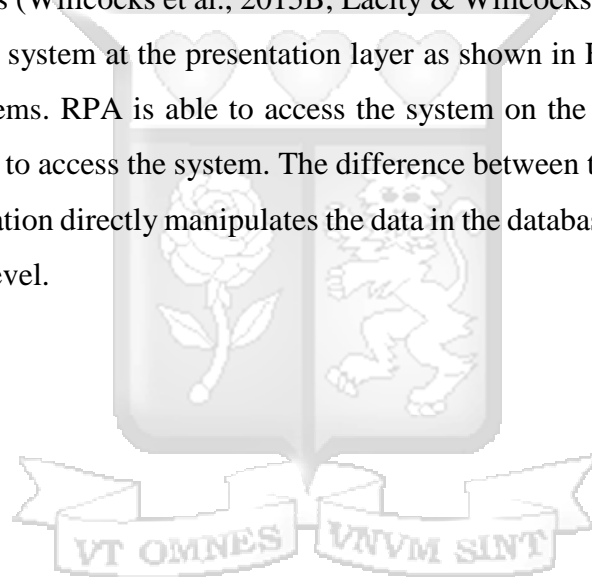 (Willcocks et al., 2015B; Lacity & Willcocks
system at the presentation layer as shown in
ems. RPA is able to access the system on the
to access the system. The difference between t
ation directly manipulates the data in the databas
evel.
VT OMNES VNVM SINT